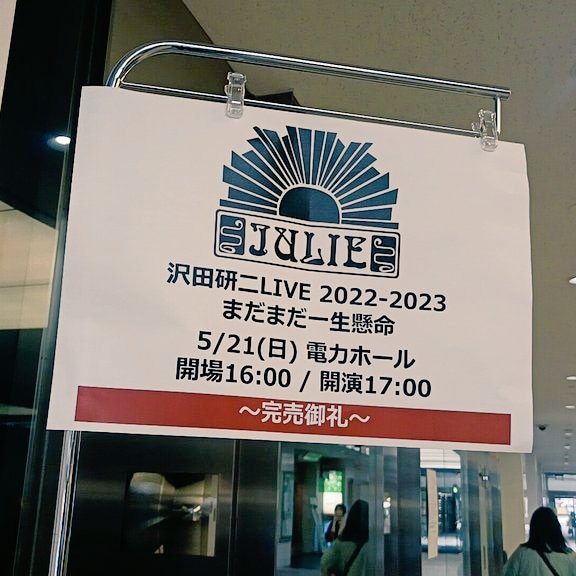 JULIE
沢田研二LIVE 2022-2023
まだまだ一生懸命
5/21(日) 電力ホール
開場16:00 / 開演17:00
～完売御礼～